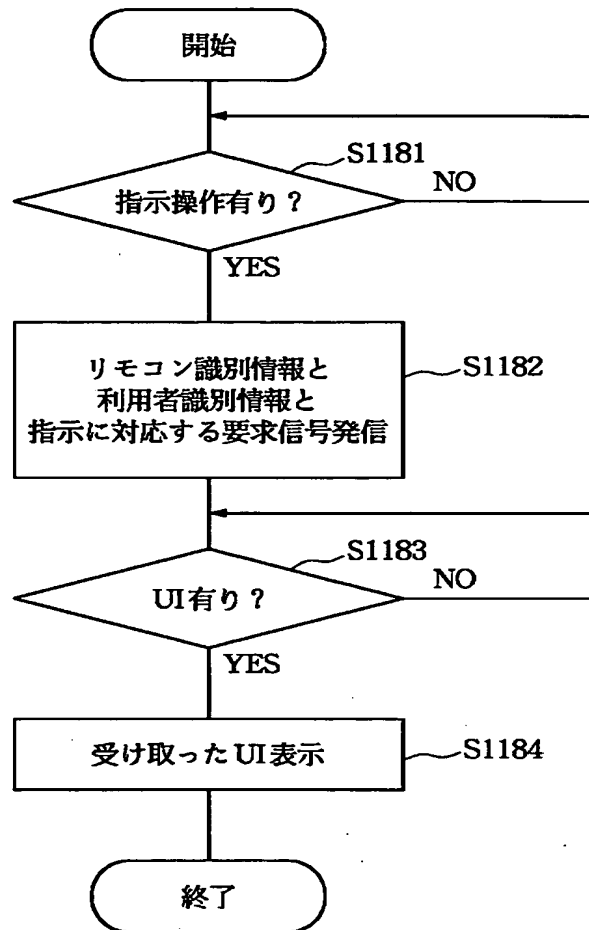 開始
S1181
指示操作有り?
NO
YES
リモコン識別情報と
利用者識別情報と
指示に対応する要求信号発信
S1182
S1183
UI有り?
NO
YES
受け取ったUI表示
S1184
終了